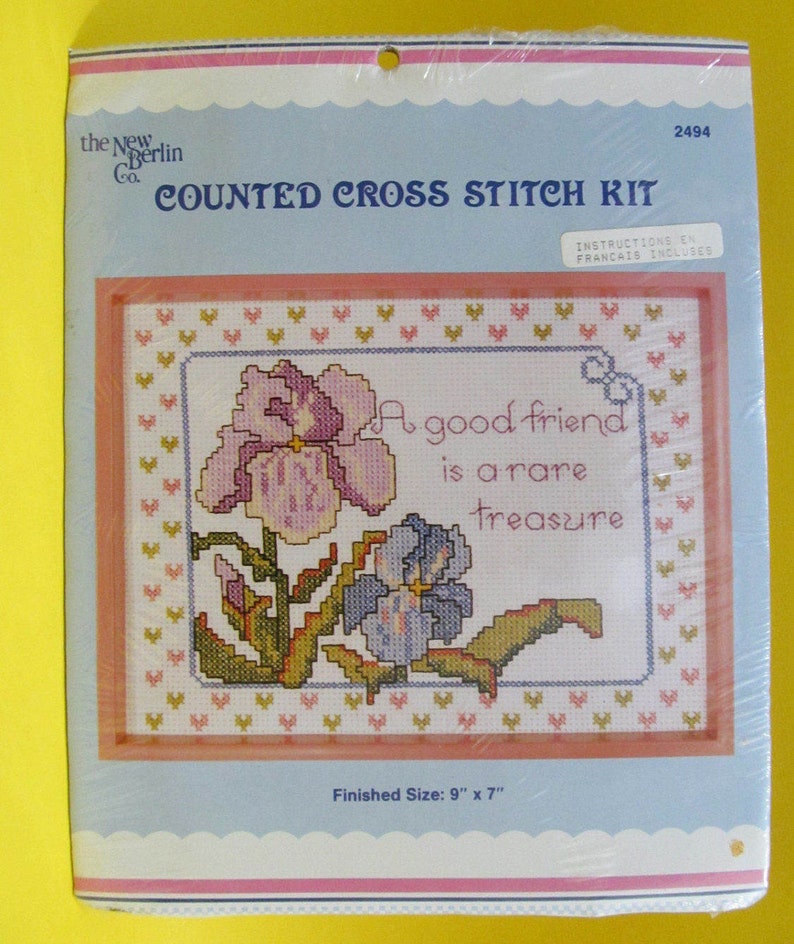 2494
the New
Berlin
Co.
COUNTED CROSS STITCH KIT
INSTRUCTIONS EN
FRANCAIS INCLUSES
A good friend
is a rare
treasure
Finished Size: 9" x 7"